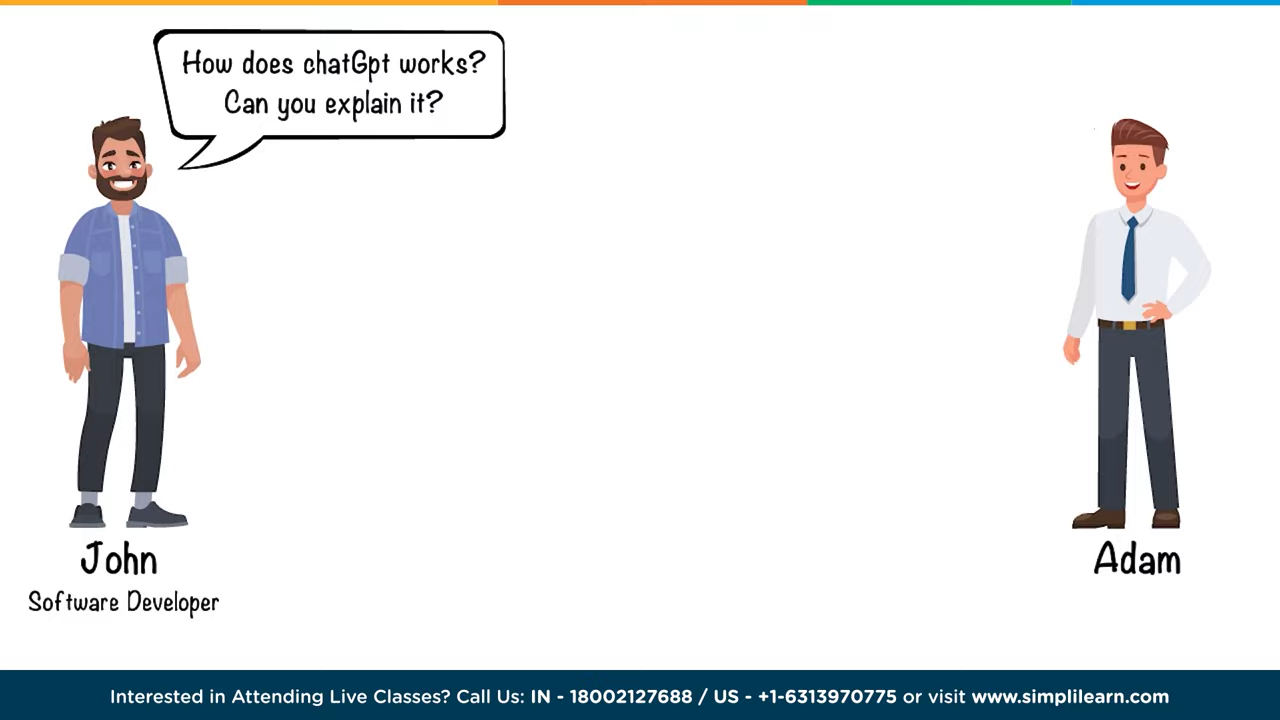 How does chatGpt works?
Can you explain it?
John
Software Developer
Adam
Interested in Attending Live Classes? Call Us: IN - 18002127688 / US - +1-6313970775 or visit www.simplilearn.com